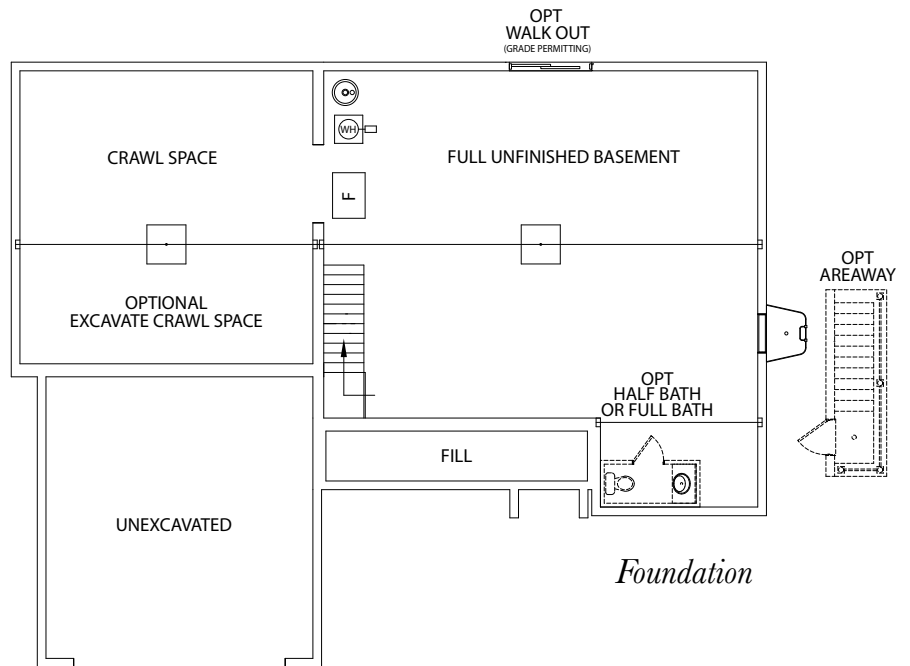 OPT
WALK OUT
(GRADE PERMITTING)
CRAWL SPACE
WH
FULL UNFINISHED BASEMENT
F
OPT
AREAWAY
OPTIONAL
EXCAVATE CRAWL SPACE
OPT
HALF BATH
OR FULL BATH
FILL
UNEXCAVATED
Foundation